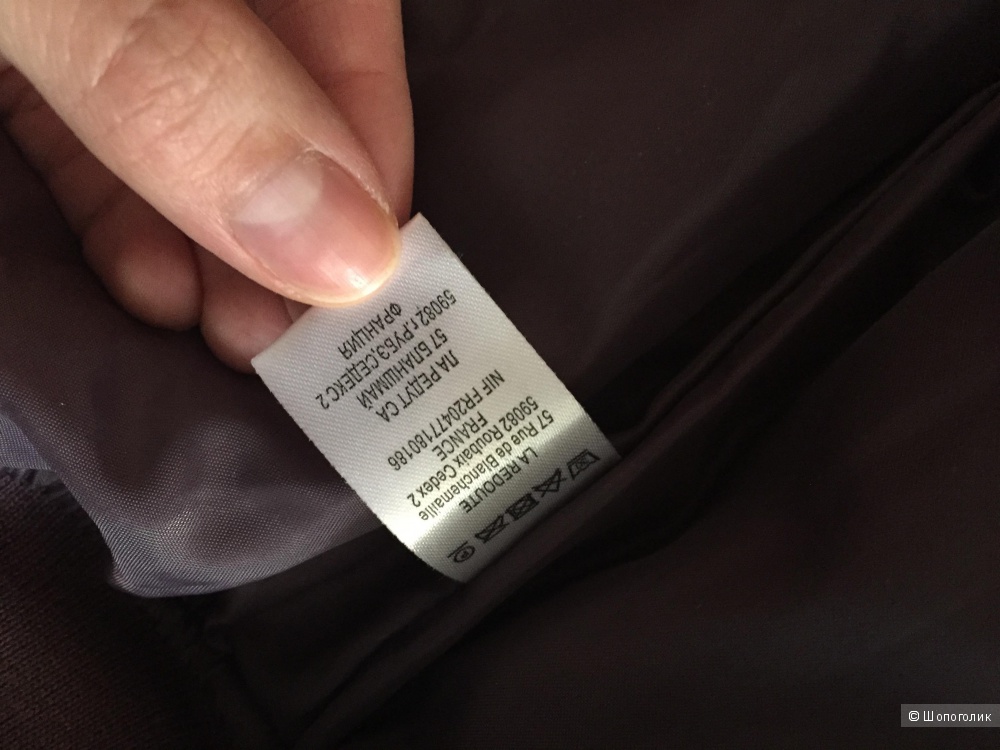 LA REDOUTE
57 Rue de Blanchemaille
59082 Roubaix Cedex 2
FRANCE
NIF FR20477180186
ЛА РЕДУТ СА
57 БЛАНШМАЙ
59082 г.РУБЭ,СЕДЕКС 2
ФРАНЦИЯ
© Шопоголик